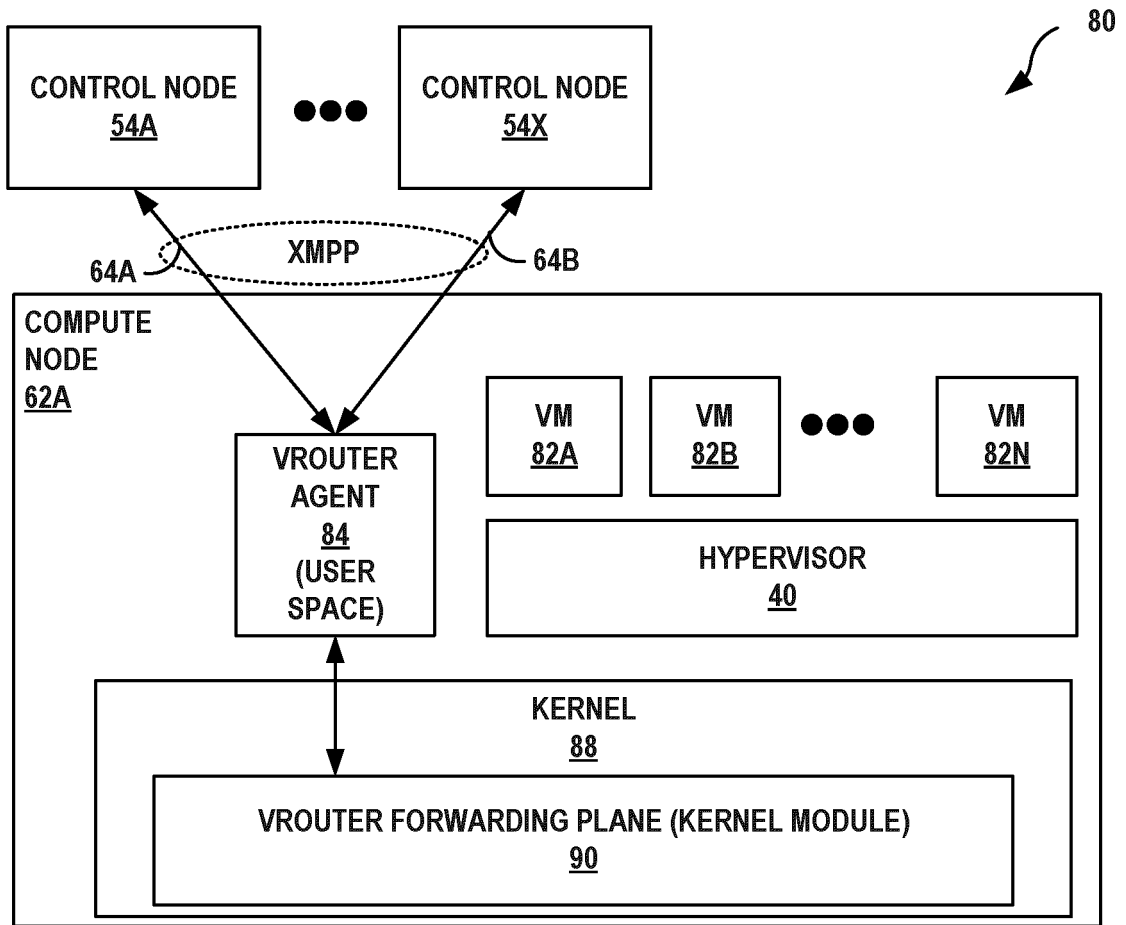 80
CONTROL NODE
54A
CONTROL NODE
54X
XMPP
64A
64B
COMPUTE
NODE
62A
VROUTER
AGENT
84
(USER
SPACE)
VM
82A
VM
82B
VM
82N
HYPERVISOR
40
KERNEL
88
VROUTER FORWARDING PLANE (KERNEL MODULE)
90